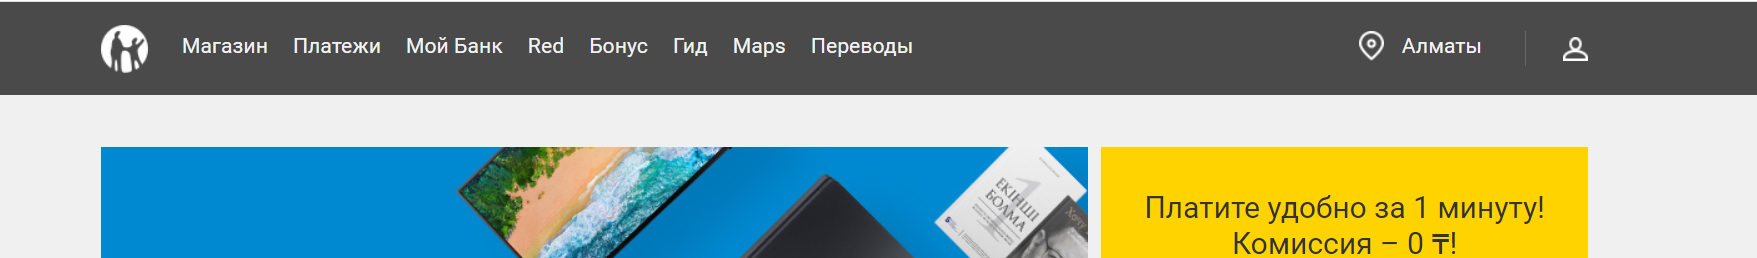 Магазин Платежи Мой Банк Red Бонус Гид Maps Переводы Алматы
1 ЕКІНШІ
БОЛМА
Платите удобно за 1 минуту!
Комиссия – 0 ₸!